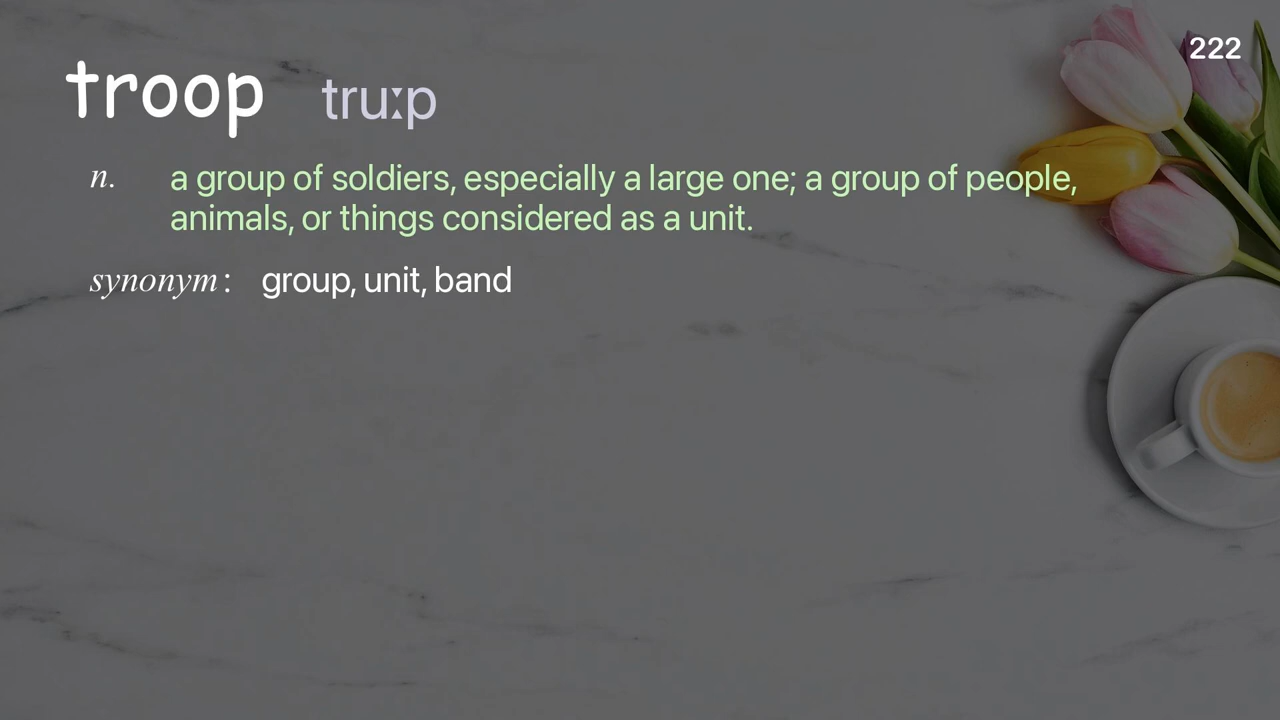 222
troop truːp
n. a group of soldiers, especially a large one; a group of people,
animals, or things considered as a unit.
synonym: group, unit, band